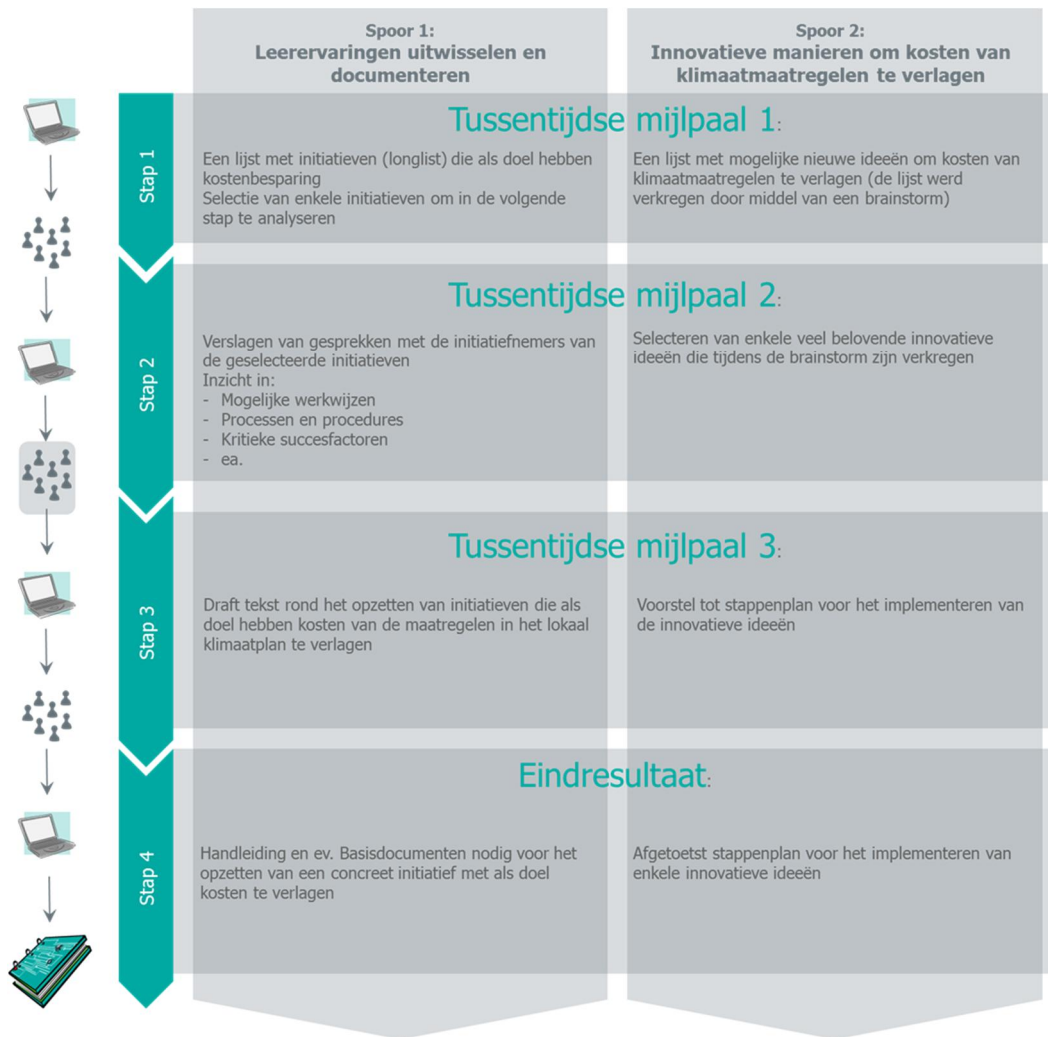 Spoor 1:
Leerervaringen uitwisselen en
documenteren
Spoor 2:
Innovatieve manieren om kosten van
klimaatmaatregelen te verlagen
Stap 1
Tussentijdse mijlpaal 1:
Een lijst met initiatieven (longlist) die als doel hebben
kostenbesparing
Selectie van enkele initiatieven om in de volgende
stap te analyseren
Een lijst met mogelijke nieuwe ideeën om kosten van
klimaatmaatregelen te verlagen (de lijst werd
verkregen door middel van een brainstorm)
Stap 2
Tussentijdse mijlpaal 2:
Verslagen van gesprekken met de initiatiefnemers van
de geselecteerde initiatieven
Inzicht in:
- Mogelijke werkwijzen
- Processen en procedures
- Kritieke succesfactoren
- ea.
Selecteren van enkele veel belovende innovatieve
ideeën die tijdens de brainstorm zijn verkregen
Stap 3
Tussentijdse mijlpaal 3:
Draft tekst rond het opzetten van initiatieven die als
doel hebben kosten van de maatregelen in het lokaal
klimaatplan te verlagen
Voorstel tot stappenplan voor het implementeren van
de innovatieve ideeën
Stap 4
Eindresultaat:
Handleiding en ev. Basisdocumenten nodig voor het
opzetten van een concreet initiatief met als doel
kosten te verlagen
Afgetoetst stappenplan voor het implementeren van
enkele innovatieve ideeën